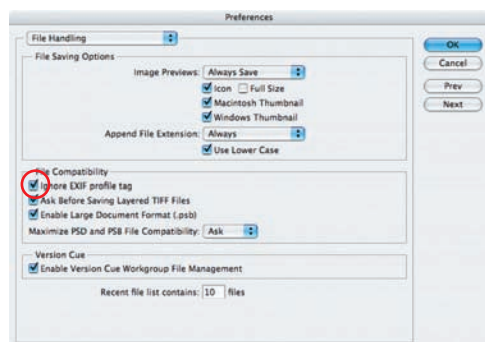 Preferences
File Handling
OK
File Saving Options
Cancel
Image Previews: Always Save
Icon Full Size
Prev
Macintosh Thumbnail
Next
Windows Thumbnail
Append File Extension: Always
Use Lower Case
File Compatibility
Ignore EXIF profile tag
Ask Before Saving Layered TIFF Files
Enable Large Document Format (.psb)
Maximize PSD and PSB File Compatibility: Ask
Version Cue
Enable Version Cue Workgroup File Management
Recent file list contains: 10 files